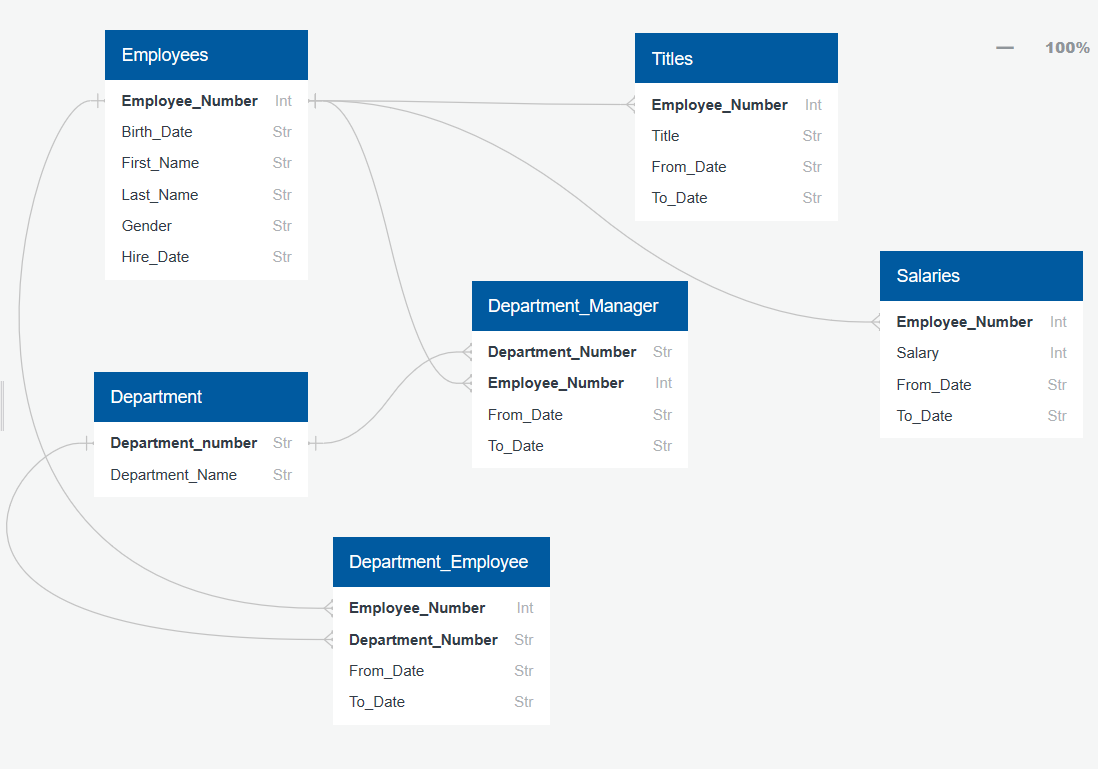 100%
Employees
Employee_Number Int
Birth_Date Str
First_Name Str
Last_Name Str
Gender Str
Hire_Date Str
Titles
Employee_Number Int
Title Str
From_Date Str
To_Date Str
Salaries
Employee_Number Int
Salary Int
From_Date Str
To_Date Str
Department_Manager
Department_Number Str
Employee_Number Int
From_Date Str
To_Date Str
Department
Department_number Str
Department_Name Str
Department_Employee
Employee_Number Int
Department_Number Str
From_Date Str
To_Date Str